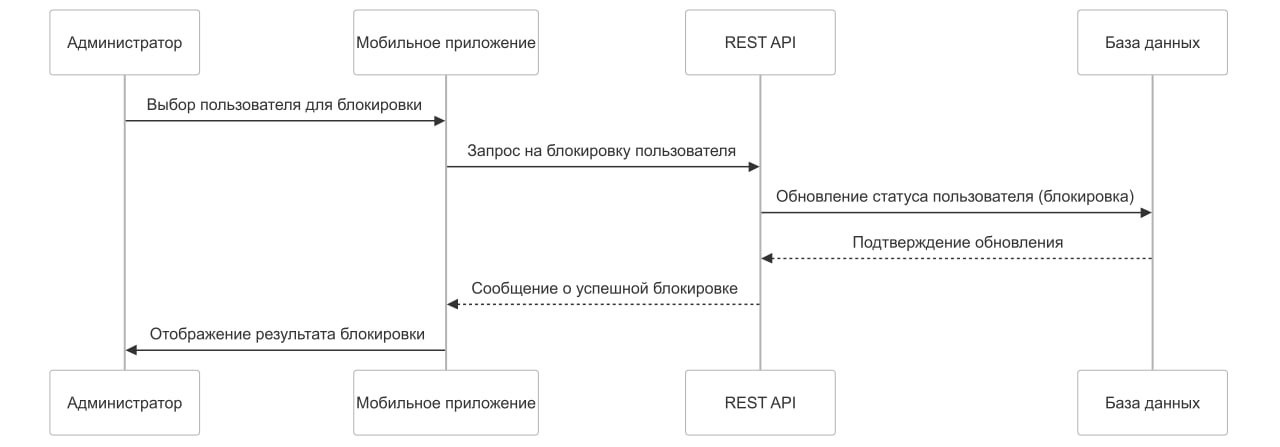 Администратор
Мобильное приложение
REST API
База данных
Выбор пользователя для блокировки
Запрос на блокировку пользователя
Обновление статуса пользователя (блокировка)
Подтверждение обновления
Сообщение о успешной блокировке
Отображение результата блокировки
Администратор
Мобильное приложение
REST API
База данных